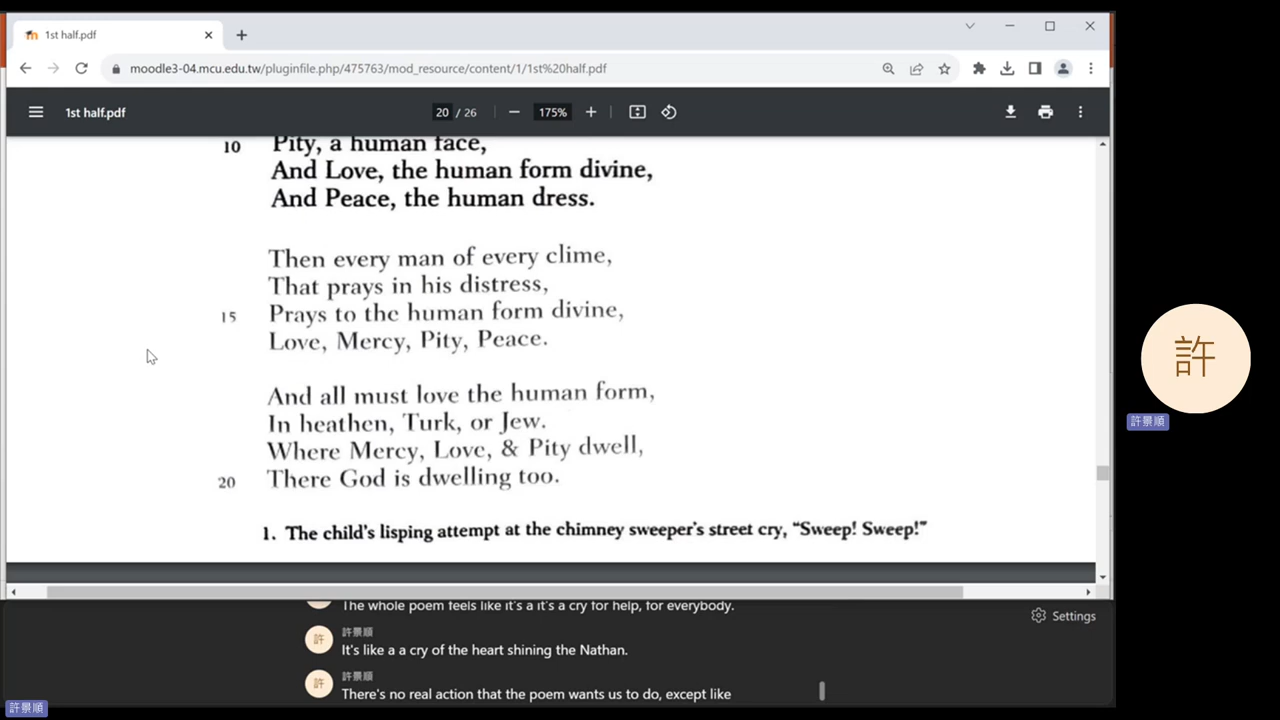 1st half.pdf
moodle3-04.mcu.edu.tw/pluginfile.php/475763/mod_resource/content/1/1st%20half.pdf
1st half.pdf
20 / 26
175%
10 Pity, a human face,
And Love, the human form divine,
And Peace, the human dress.
Then every man of every clime,
That prays in his distress,
15 Prays to the human form divine,
Love, Mercy, Pity, Peace.
And all must love the human form,
In heathen, Turk, or Jew.
Where Mercy, Love, & Pity dwell,
20 There God is dwelling too.
1. The child's lisping attempt at the chimney sweeper's street cry, “Sweep! Sweep!”
許
許景順
The whole poem feels like it's a it's a cry for help, for everybody.
Settings
許 許景順
It's like a a cry of the heart shining the Nathan.
許 許景順
There's no real action that the poem wants us to do, except like
許景順